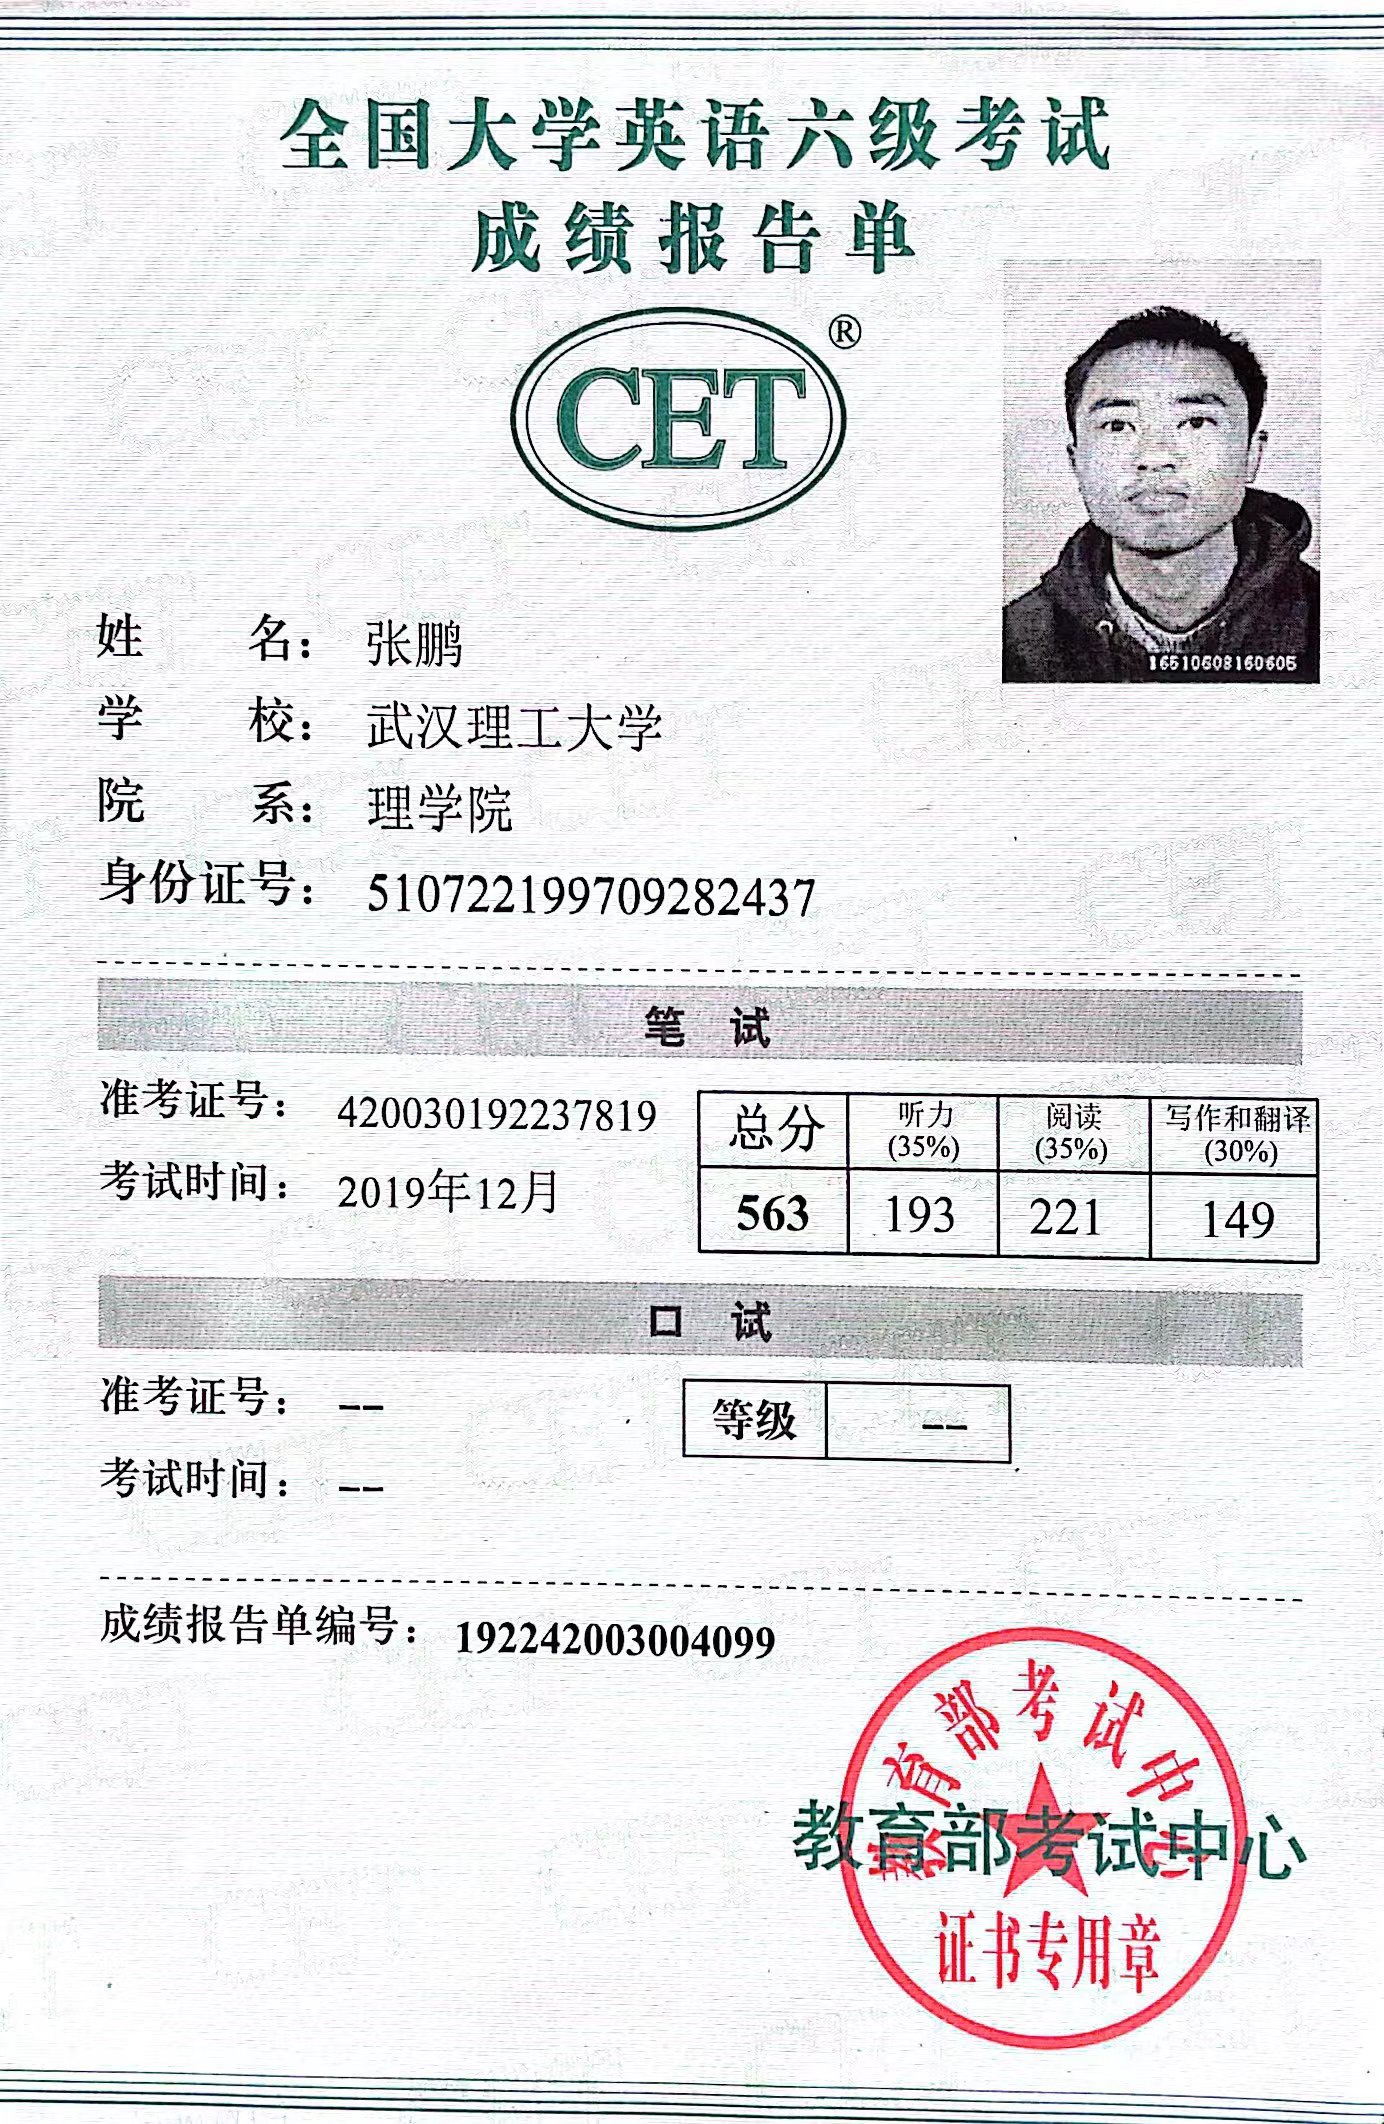 全国大学英语六级考试
成绩报告单
CET®
16510608160605
姓 名： 张鹏
学 校： 武汉理工大学
院 系： 理学院
身份证号： 510722199709282437
笔 试
准考证号： 420030192237819
考试时间： 2019年12月
总分 听力 (35%) 阅读 (35%) 写作和翻译 (30%)
563 193 221 149
口 试
准考证号： --
考试时间： --
等级 --
成绩报告单编号： 192242003004099
教育部考试中心
教育部考试中心
证书专用章